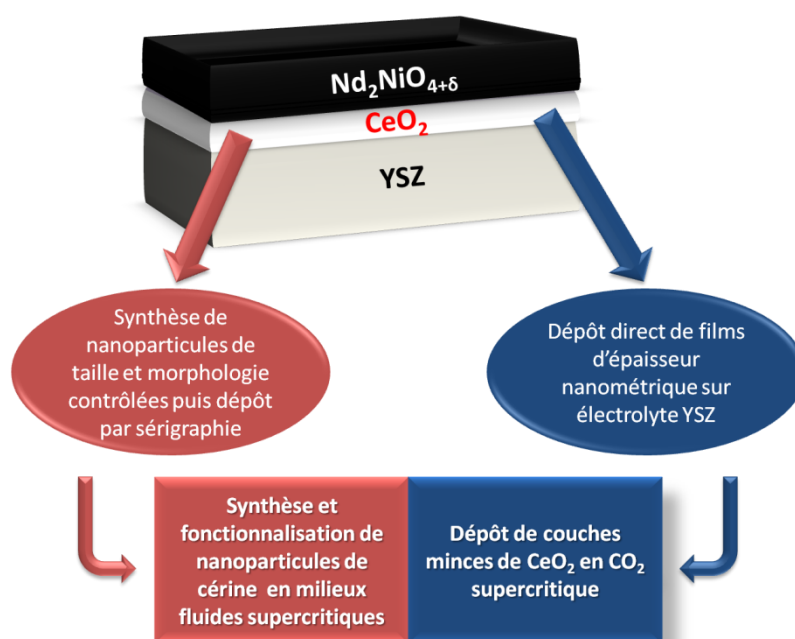 Nd₂NiO₄₊δ
CeO₂
YSZ
Synthèse de
nanoparticules de
taille et morphologie
contrôlées puis dépôt
par sérigraphie
Dépôt direct de films
d’épaisseur
nanométrique sur
électrolyte YSZ
Synthèse et
fonctionnalisation de
nanoparticules de
cérine en milieux
fluides supercritiques
Dépôt de couches
minces de CeO₂ en CO₂
supercritique